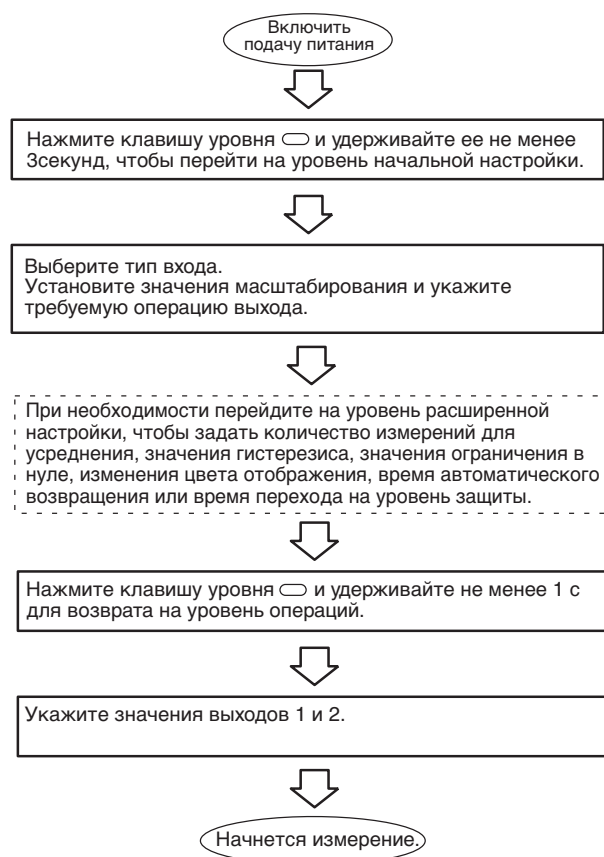 Включить
подачу питания
Нажмите клавишу уровня и удерживайте ее не менее
3секунд, чтобы перейти на уровень начальной настройки.
Выберите тип входа.
Установите значения масштабирования и укажите
требуемую операцию выхода.
При необходимости перейдите на уровень расширенной
настройки, чтобы задать количество измерений для
усреднения, значения гистерезиса, значения ограничения в
нуле, изменения цвета отображения, время автоматического
возвращения или время перехода на уровень защиты.
Нажмите клавишу уровня и удерживайте не менее 1 с
для возврата на уровень операций.
Укажите значения выходов 1 и 2.
Начнется измерение.